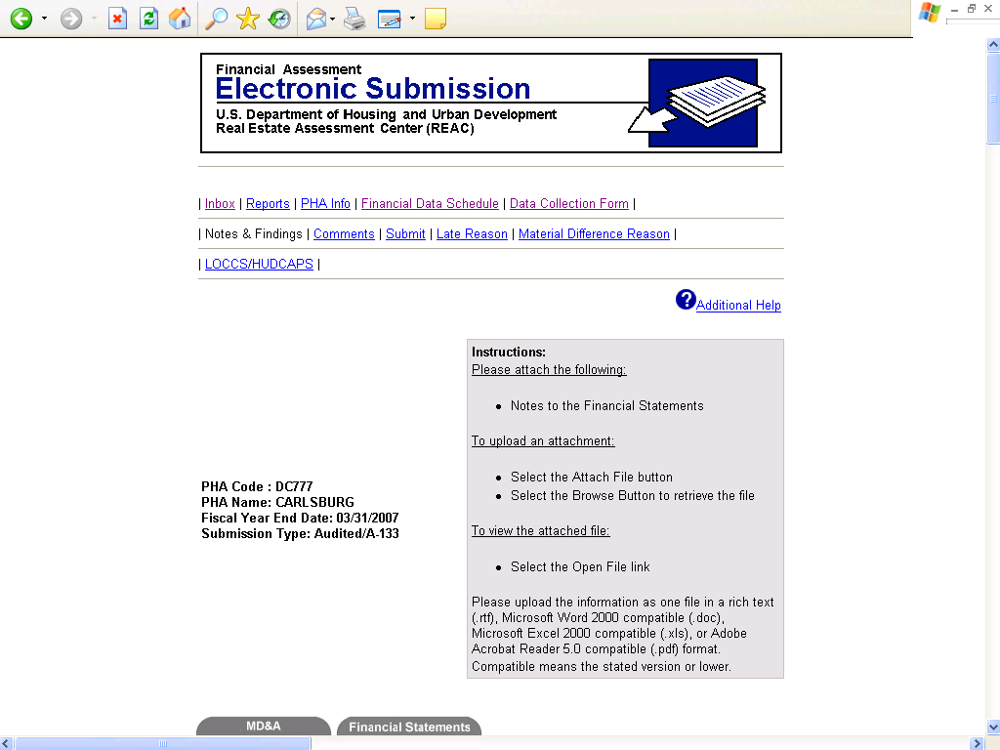 Financial Assessment
Electronic Submission
U.S. Department of Housing and Urban Development
Real Estate Assessment Center (REAC)
| Inbox | Reports | PHA Info | Financial Data Schedule | Data Collection Form |
| Notes & Findings | Comments | Submit | Late Reason | Material Difference Reason |
| LOCCS/HUDCAPS |
? Additional Help
Instructions:
Please attach the following:
• Notes to the Financial Statements
To upload an attachment:
• Select the Attach File button
• Select the Browse Button to retrieve the file
To view the attached file:
• Select the Open File link
Please upload the information as one file in a rich text
(.rtf), Microsoft Word 2000 compatible (.doc),
Microsoft Excel 2000 compatible (.xls), or Adobe
Acrobat Reader 5.0 compatible (.pdf) format.
Compatible means the stated version or lower.
PHA Code : DC777
PHA Name: CARLSBURG
Fiscal Year End Date: 03/31/2007
Submission Type: Audited/A-133
MD&A
Financial Statements